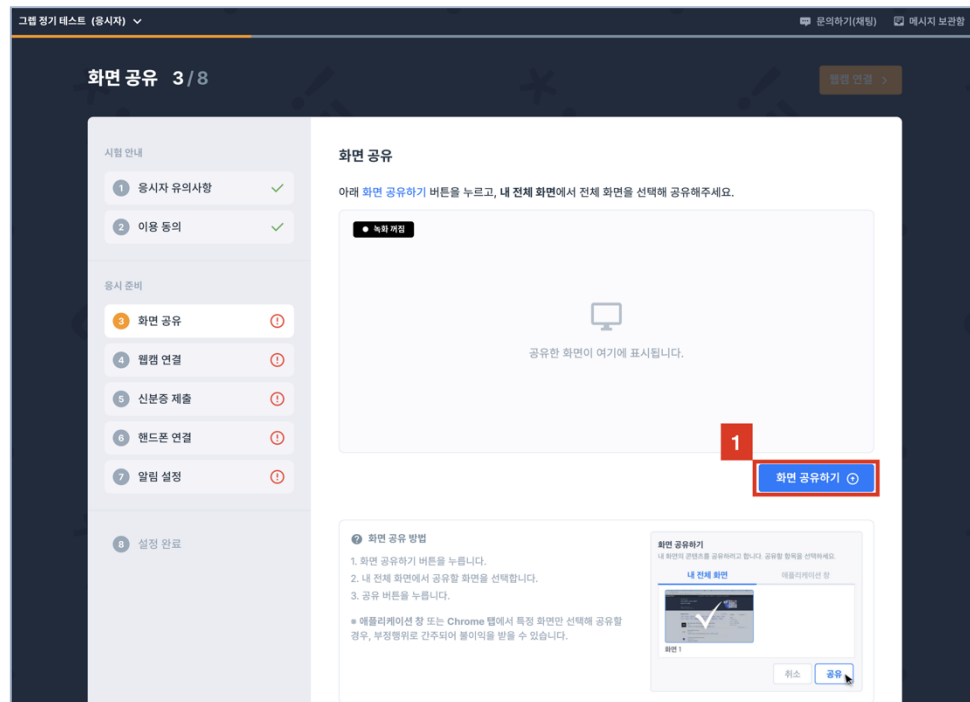 그렙 정기 테스트 (응시자)
문의하기(채팅) 메시지 보관함
화면 공유 3 / 8
웹캠 연결 >
시험 안내
1 응시자 유의사항
2 이용 동의
응시 준비
3 화면 공유
4 웹캠 연결
5 신분증 제출
6 핸드폰 연결
7 알림 설정
8 설정 완료
화면 공유
아래 화면 공유하기 버튼을 누르고, 내 전체 화면에서 전체 화면을 선택해 공유해주세요.
녹화 꺼짐
공유한 화면이 여기에 표시됩니다.
1
화면 공유하기
화면 공유 방법
1. 화면 공유하기 버튼을 누릅니다.
2. 내 전체 화면에서 공유할 화면을 선택합니다.
3. 공유 버튼을 누릅니다.
※ 애플리케이션 창 또는 Chrome 탭에서 특정 화면만 선택해 공유할
경우, 부정행위로 간주되어 불이익을 받을 수 있습니다.
화면 공유하기
내 화면의 콘텐츠를 공유하려고 합니다. 공유할 항목을 선택하세요.
내 전체 화면 애플리케이션 창
화면 1
취소 공유